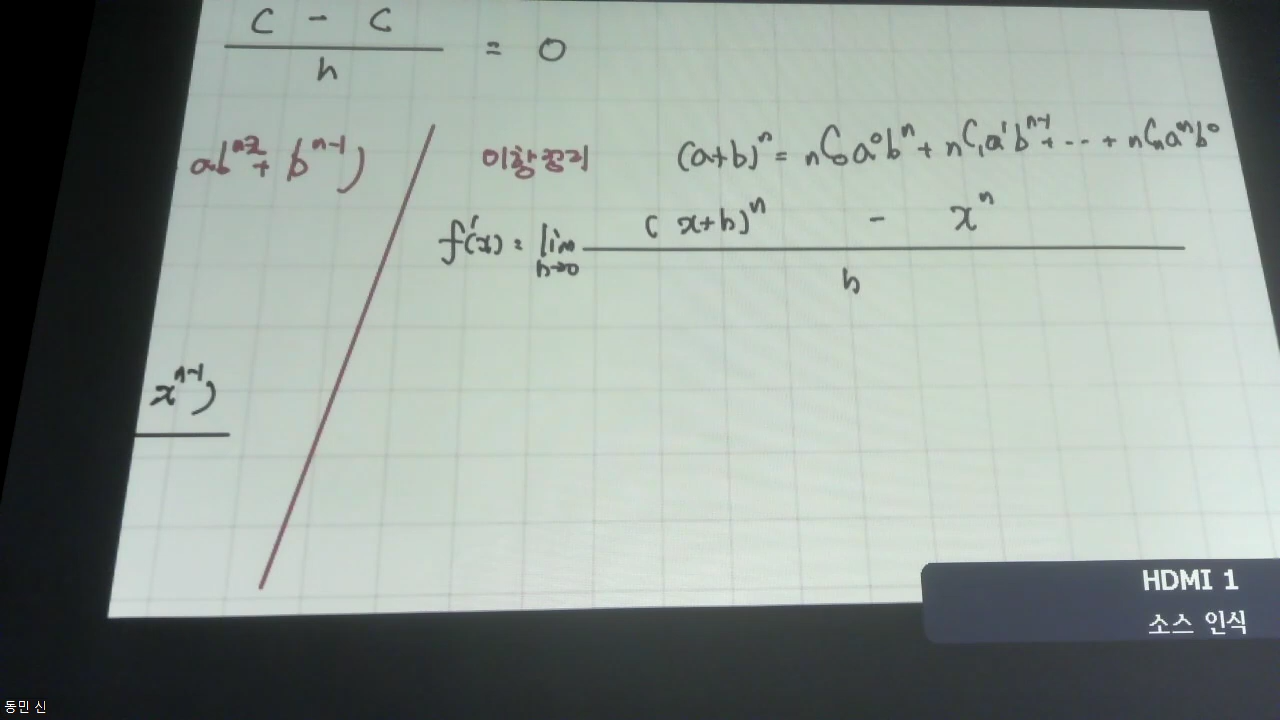 c - c
h
= 0
ab^{n-2} + b^{n-1})
이항정리 (a+b)^n = nC0 a^0 b^n + nC1 a^1 b^{n-1} + ··· + nCn a^n b^0
f'(x) = lim h→0
(x+h)^n - x^n
h
x^{n-1})
HDMI 1
소스 인식
동민 신